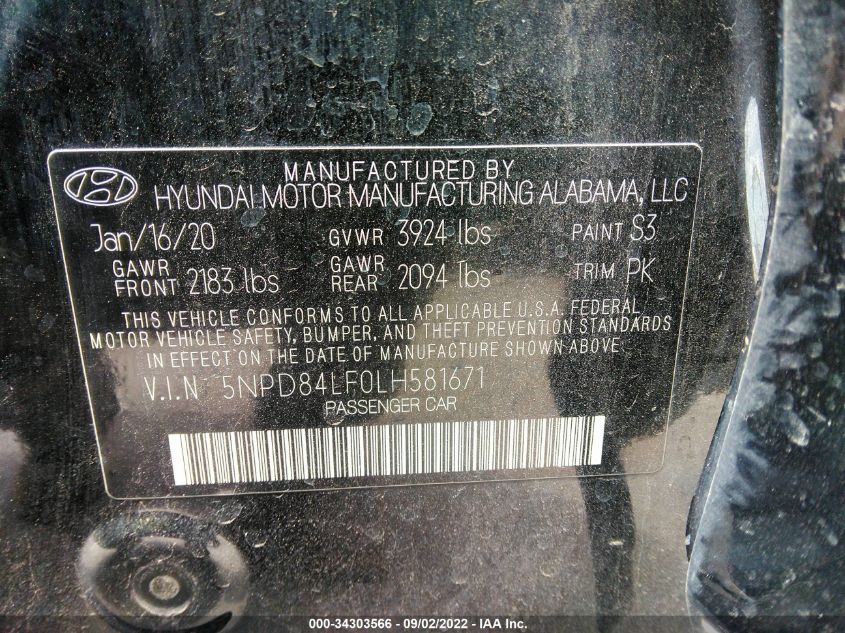 MANUFACTURED BY
HYUNDAI MOTOR MANUFACTURING ALABAMA, LLC
Jan/16/20 GVWR 3924 lbs PAINT S3
GAWR FRONT 2183 lbs GAWR REAR 2094 lbs TRIM PK
THIS VEHICLE CONFORMS TO ALL APPLICABLE U.S.A. FEDERAL
MOTOR VEHICLE SAFETY, BUMPER, AND THEFT PREVENTION STANDARDS
IN EFFECT ON THE DATE OF MANUFACTURE SHOWN ABOVE.
V.I.N 5NPD84LF0LH581671
PASSENGER CAR
000-34303566 - 09/02/2022 - IAA Inc.